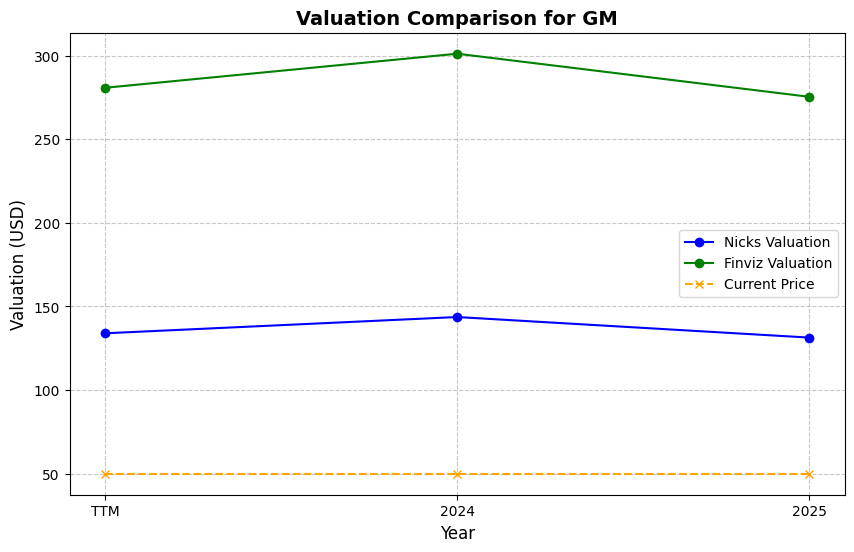 Valuation Comparison for GM
Valuation (USD)
300
250
200
150
100
50
Nicks Valuation
Finviz Valuation
Current Price
TTM
2024
2025
Year